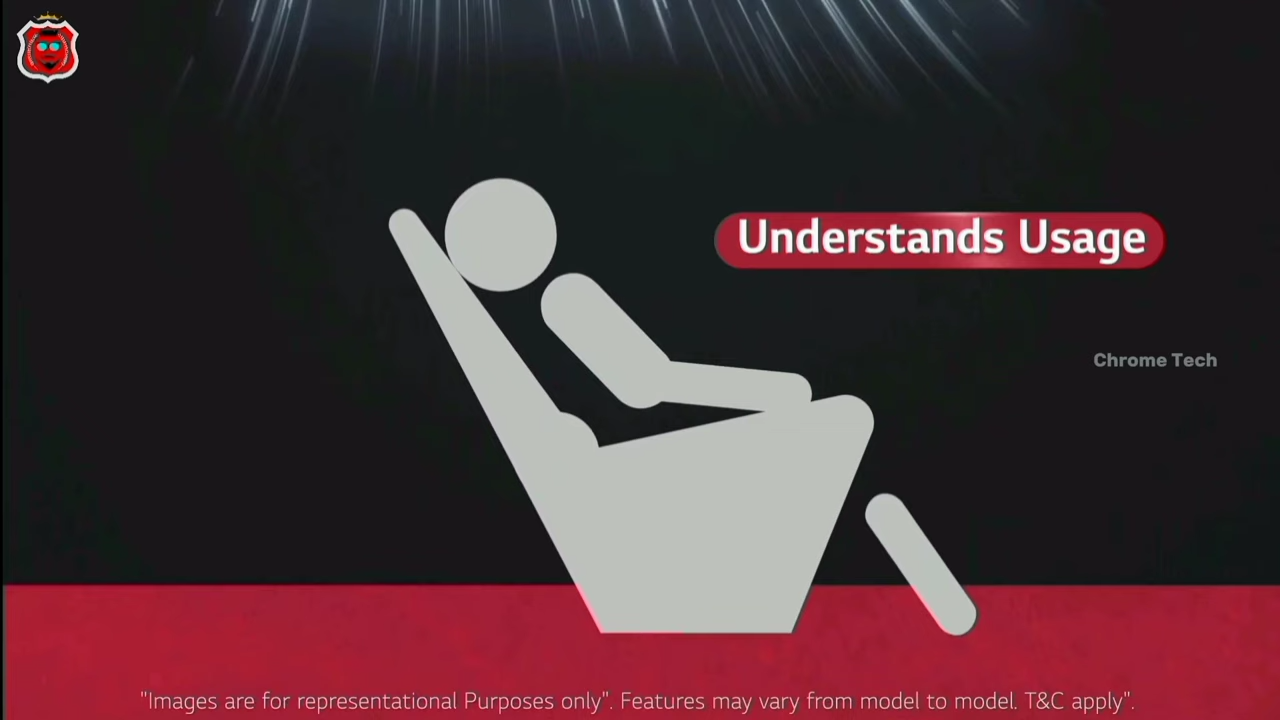 Understands Usage
Chrome Tech
"Images are for representational Purposes only". Features may vary from model to model. T&C apply".